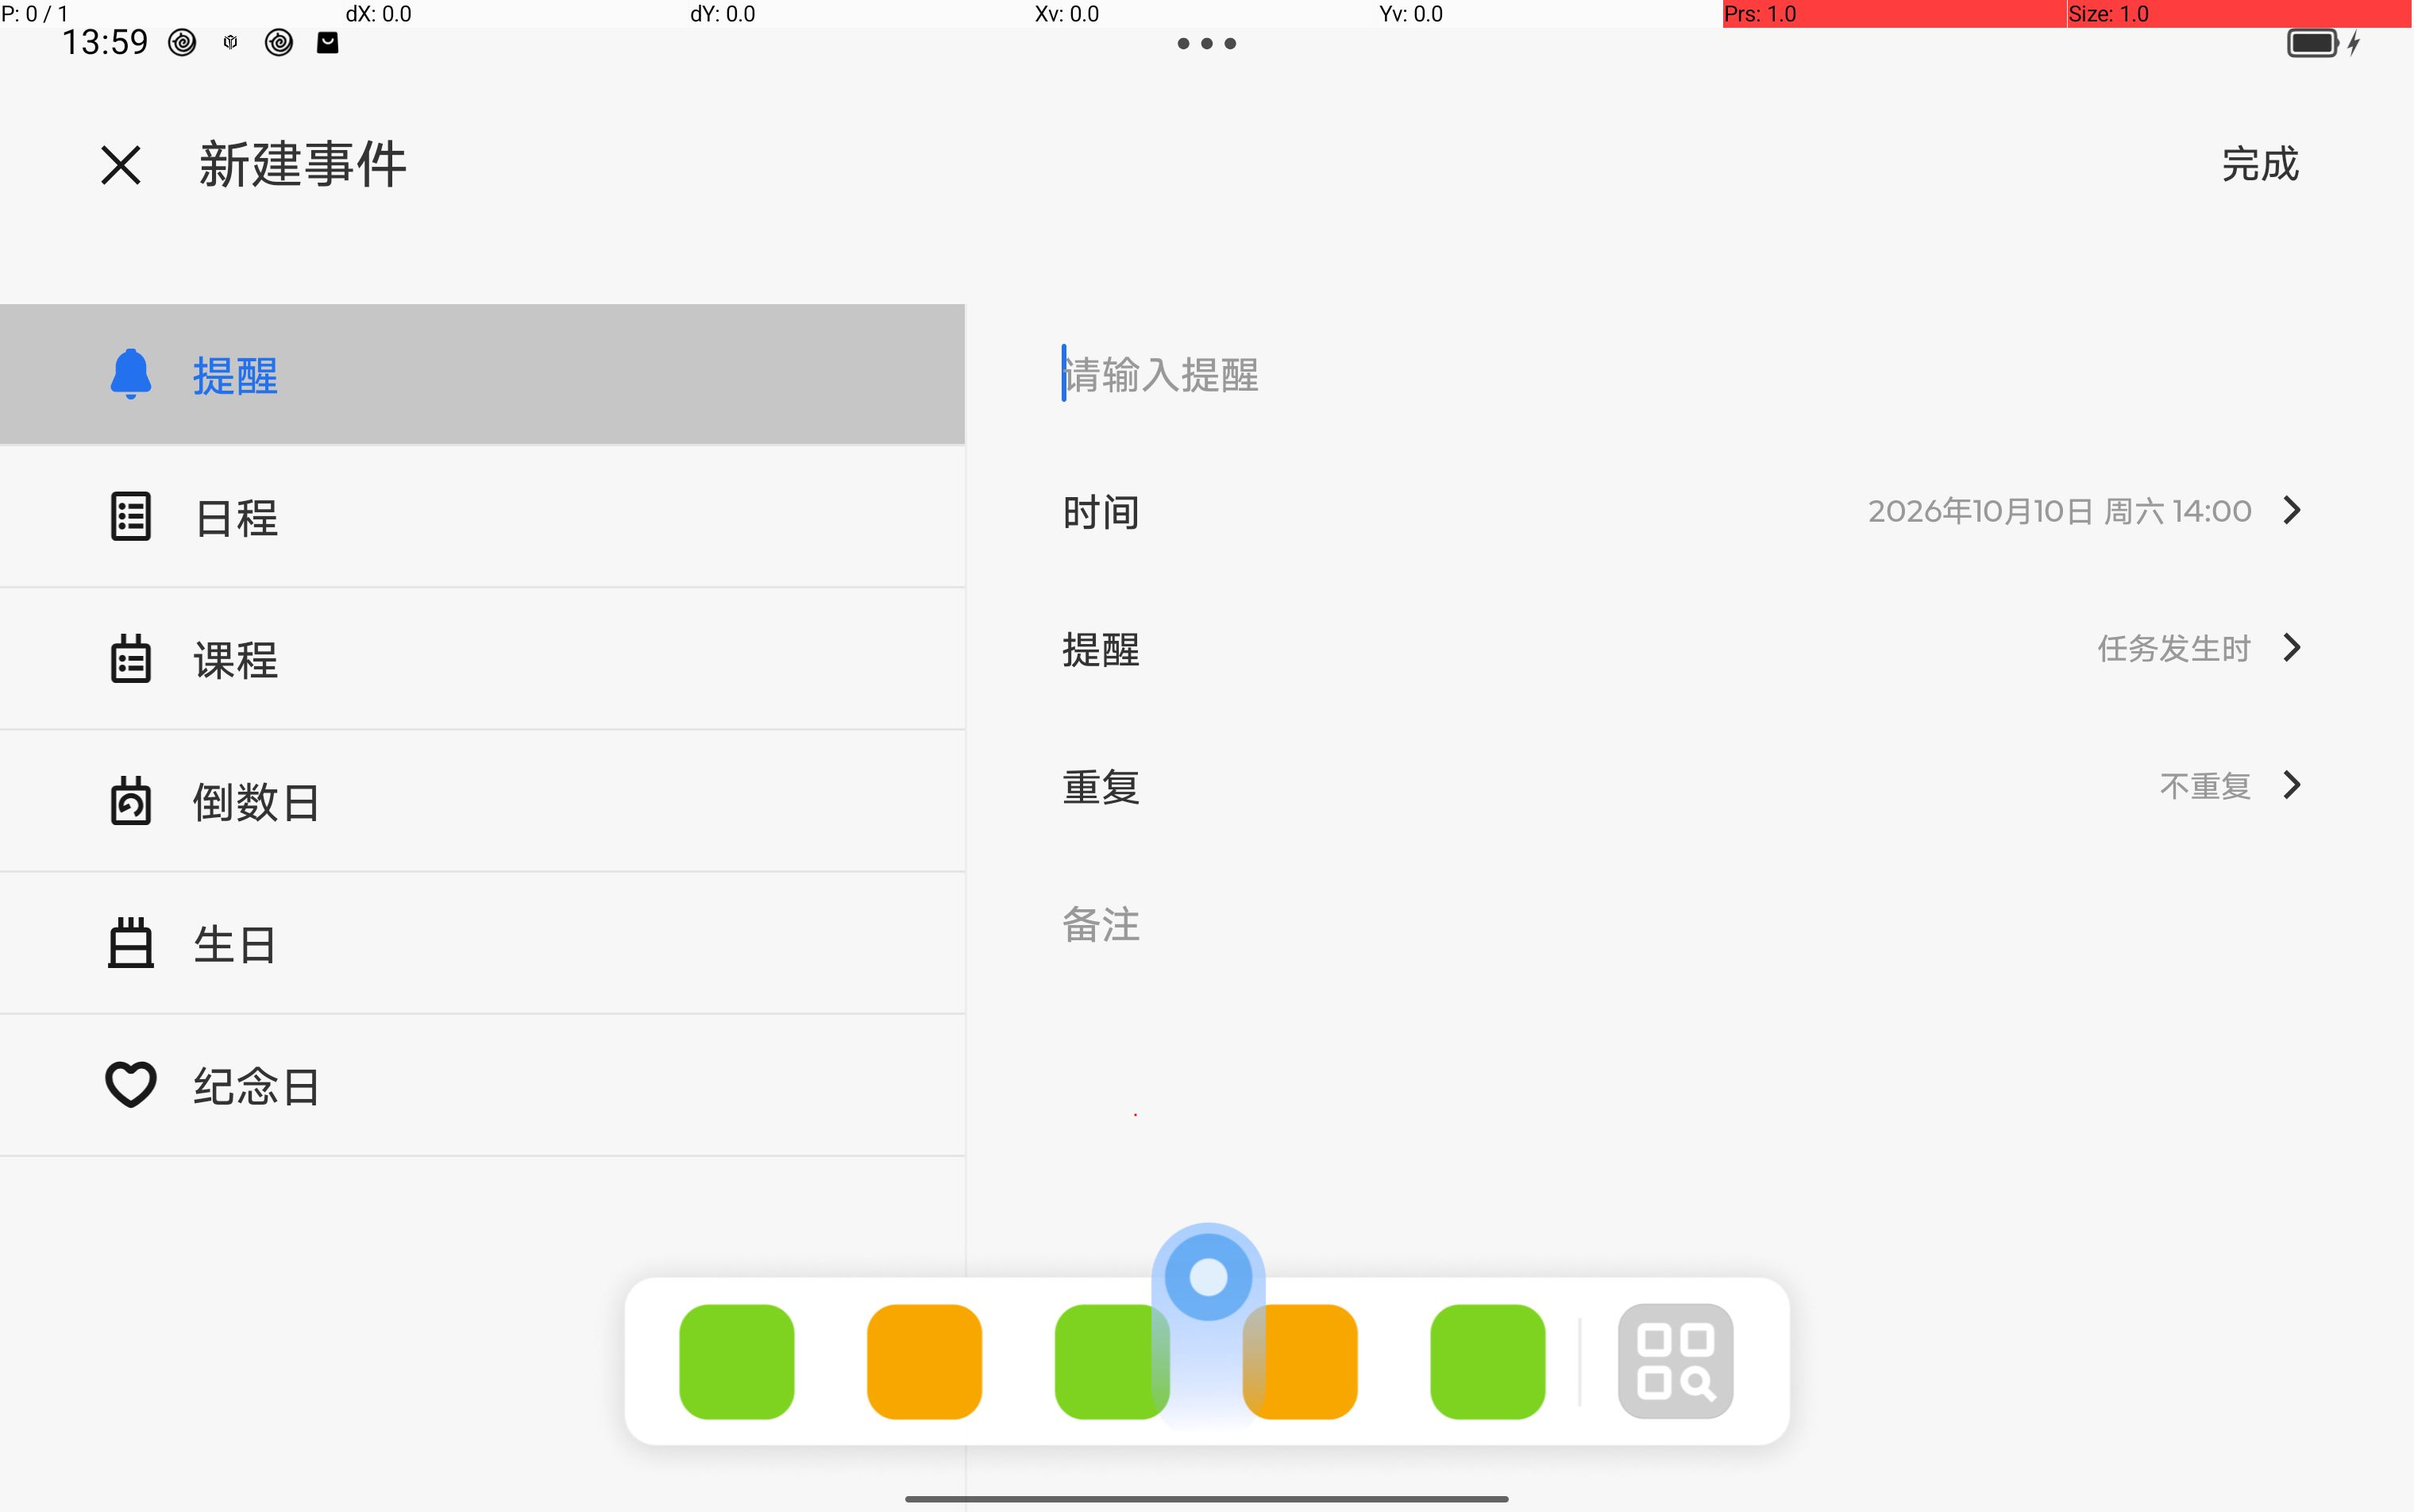 P: 0 / 1 dX: 0.0 dY: 0.0 Xv: 0.0 Yv: 0.0 Prs: 1.0 Size: 1.0
13:59
新建事件 完成
提醒
日程
课程
倒数日
生日
纪念日
请输入提醒
时间 2026年10月10日 周六 14:00
提醒 任务发生时
重复 不重复
备注